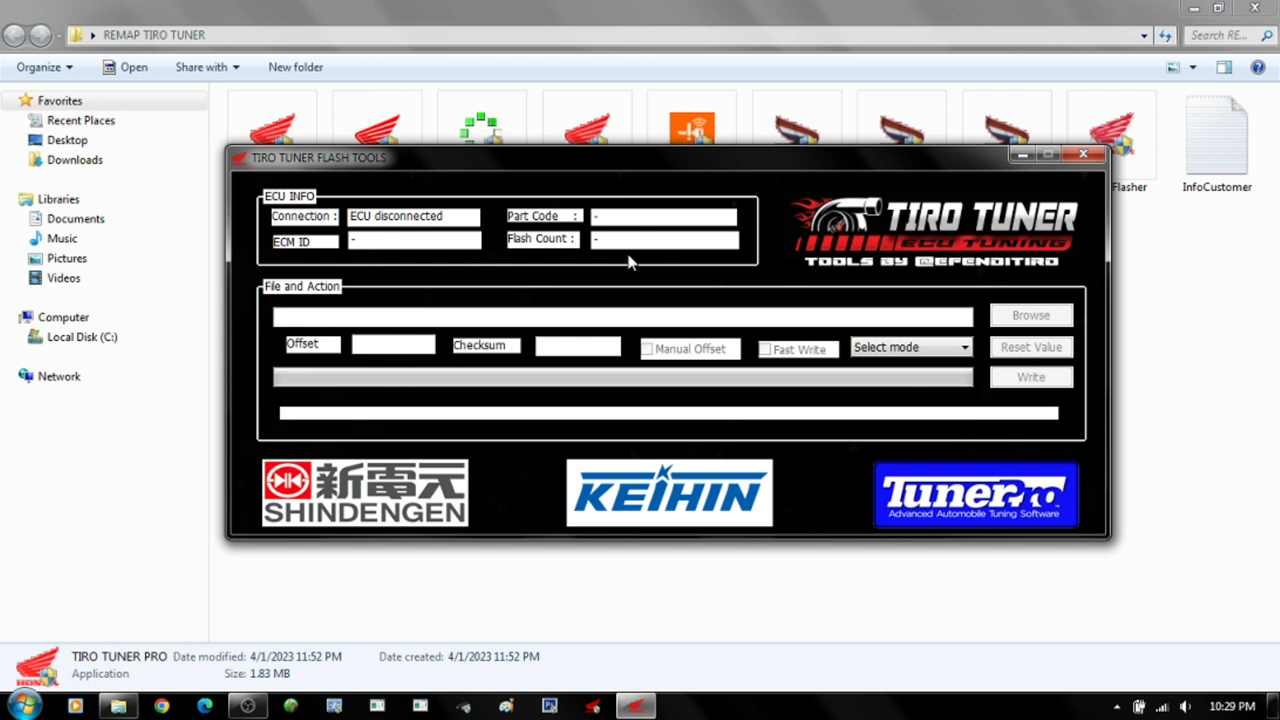 REMAP TIRO TUNER
Search RE...
Organize
Open
Share with
New folder
Favorites
Recent Places
Desktop
Downloads
Libraries
Documents
Music
Pictures
Videos
Computer
Local Disk (C:)
Network
Flasher
InfoCustomer
TIRO TUNER FLASH TOOLS
ECU INFO
Connection : ECU disconnected
Part Code : -
ECM ID -
Flash Count : -
TIRO TUNER
ECU TUNING
TOOLS BY @EFENDITIRO
File and Action
Browse
Offset
Checksum
Manual Offset
Fast Write
Select mode
Reset Value
Write
新電元
SHINDENGEN
KEIHIN
TunerPro
Advanced Automobile Tuning Software
TIRO TUNER PRO Date modified: 4/1/2023 11:52 PM Date created: 4/1/2023 11:52 PM
Application Size: 1.83 MB
10:29 PM